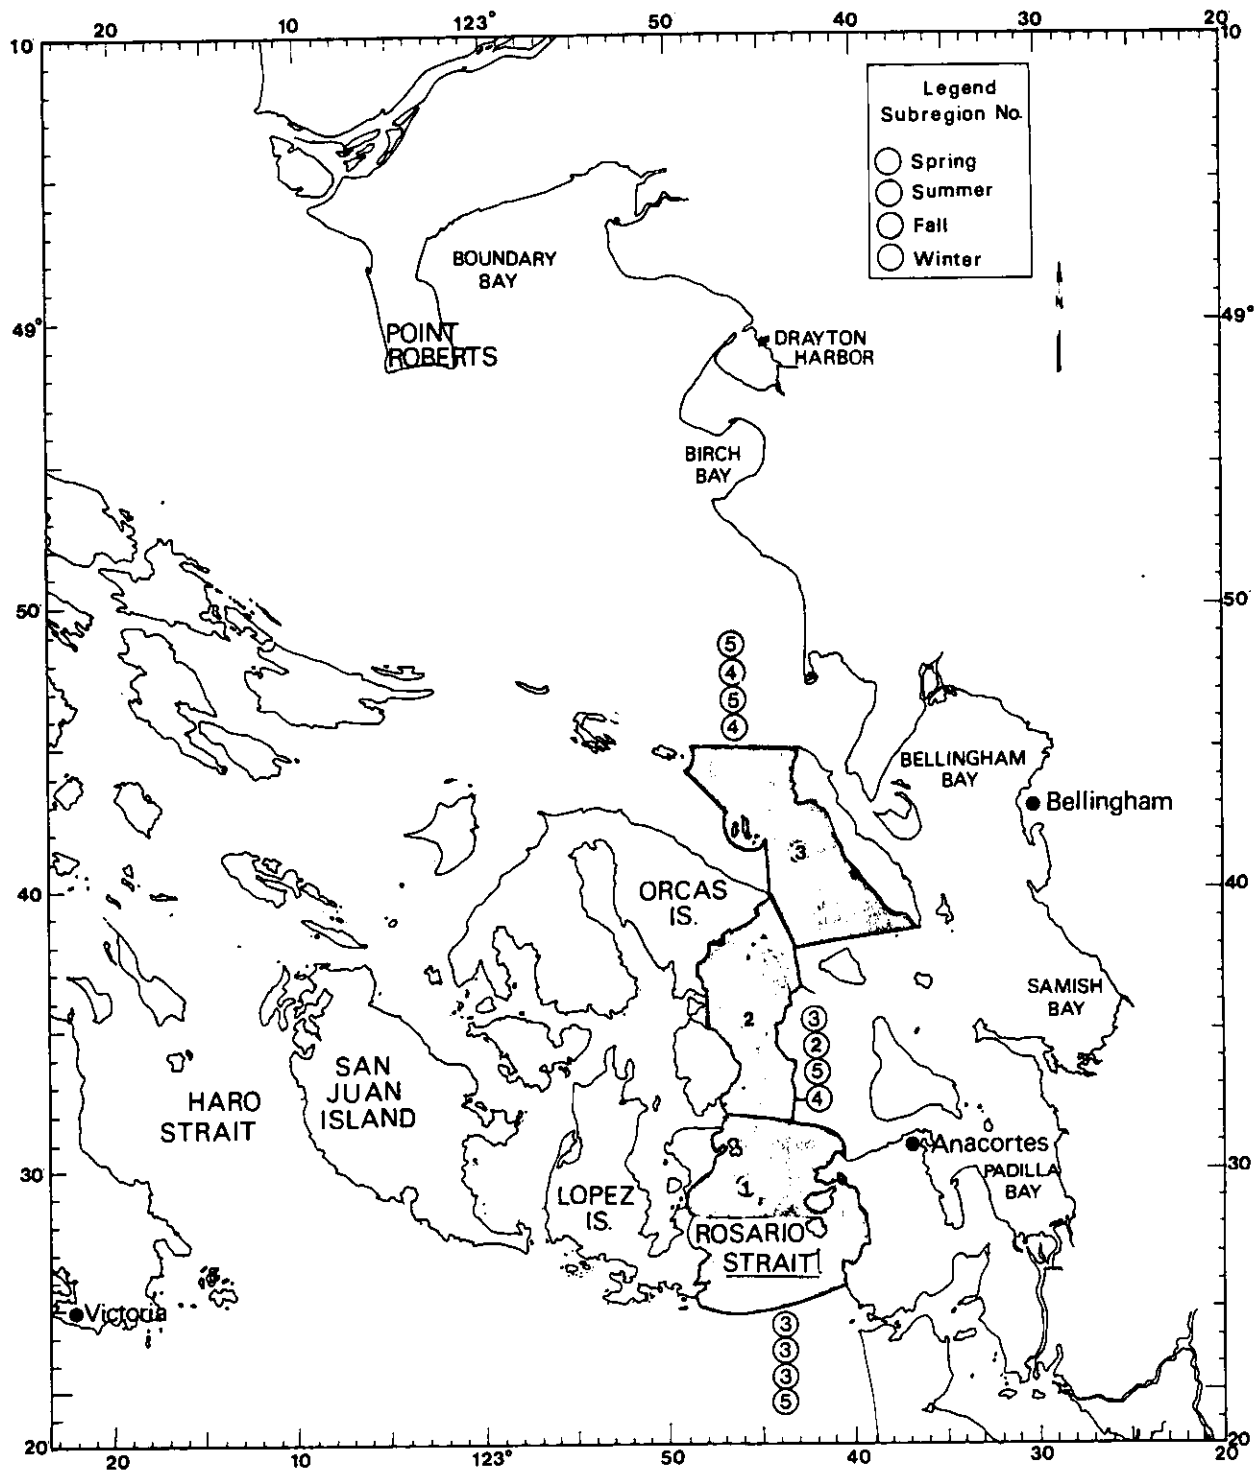 20 10 123° 50 40 30 20
10 10
Legend
Subregion No.
Spring
Summer
Fall
Winter
N
BOUNDARY
BAY
49° 49°
POINT
ROBERTS
DRAYTON
HARBOR
BIRCH
BAY
50 50
5
4
5
4
BELLINGHAM
BAY
Bellingham
3
ORCAS
IS.
40 40
SAMISH
BAY
2
3
2
5
4
SAN
JUAN
ISLAND
HARO
STRAIT
Anacortes
PADILLA
BAY
30 30
1
LOPEZ
IS.
ROSARIO
STRAIT
Victoria
3
3
3
5
20 20
20 10 123° 50 40 30 20